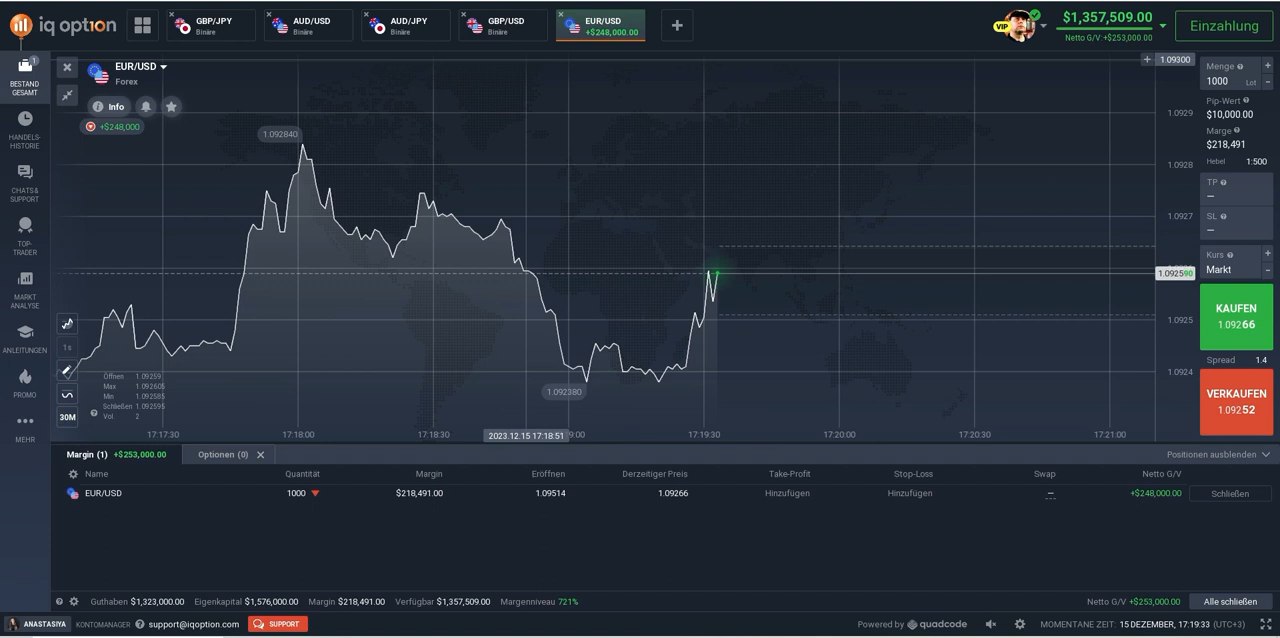 iq option
GBP/JPY
Binäre
AUD/USD
Binäre
AUD/JPY
Binäre
GBP/USD
Binäre
EUR/USD
+$248,000.00
VIP
$1,357,509.00
Netto G/V:+$253,000.00
Einzahlung
1
BESTAND
GESAMT
HANDELS-
HISTORIE
CHATS &
SUPPORT
TOP-
TRADER
MARKT
ANALYSE
ANLEITUNGEN
PROMO
MEHR
EUR/USD
Forex
Info
+$248,000
1.092840
1.092380
1s
30M
Öffnen 1.09259
Max 1.092605
Min 1.092585
Schließen 1.092595
Vol. 2
1.09300
1.0929
1.0928
1.0927
1.092590
1.0925
1.0924
17:17:30
17:18:00
17:18:30
2023.12.15 17:18:51
9:00
17:19:30
17:20:00
17:20:30
17:21:00
Menge
1000 Lot
Pip-Wert
$10,000.00
Marge
$218,491
Hebel 1:500
TP
—
SL
—
Kurs
Markt
KAUFEN
1.09266
Spread 1.4
VERKAUFEN
1.09252
Margin (1) +$253,000.00
Optionen (0)
Positionen ausblenden
Name Quantität Margin Eröffnen Derzeitiger Preis Take-Profit Stop-Loss Swap Netto G/V
EUR/USD 1000 $218,491.00 1.09514 1.09266 Hinzufügen Hinzufügen — +$248,000.00 Schließen
Guthaben $1,323,000.00 Eigenkapital $1,576,000.00 Margin $218,491.00 Verfügbar $1,357,509.00 Margenniveau 721% Netto G/V +$253,000.00 Alle schließen
ANASTASIYA KONTOMANAGER support@iqoption.com SUPPORT Powered by quadcode MOMENTANE ZEIT: 15 DEZEMBER, 17:19:33 (UTC+3)